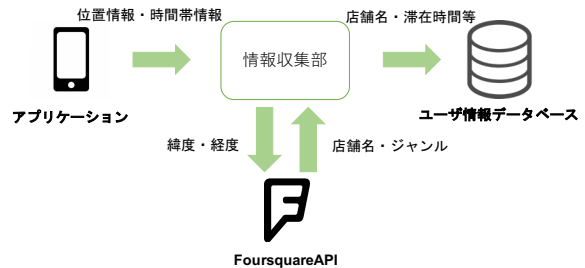 位置情報・時間帯情報
店舗名・滞在時間等
情報収集部
アプリケーション
ユーザ情報データベース
緯度・経度
店舗名・ジャンル
FoursquareAPI